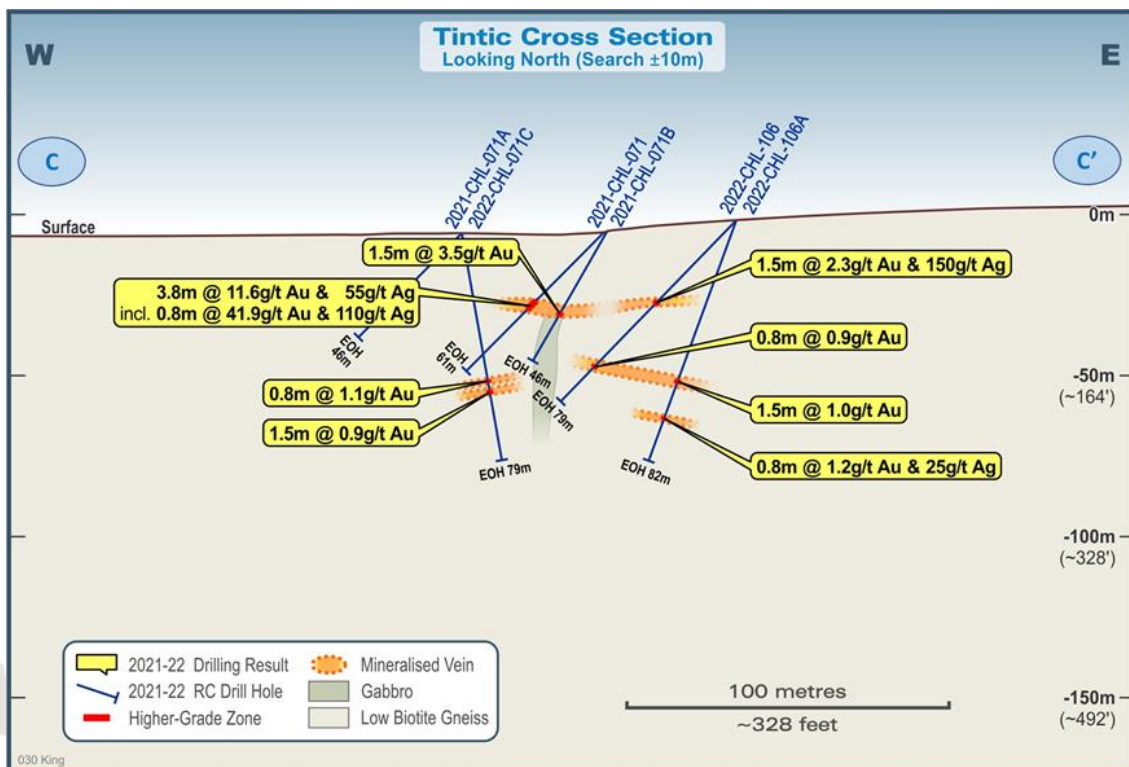 Tintic Cross Section
Looking North (Search ±10m)
W
E
C
C'
2021-CHL-071A
2022-CHL-071C
2021-CHL-071
2021-CHL-071B
2022-CHL-106
2022-CHL-106A
0m
Surface
1.5m @ 3.5g/t Au
1.5m @ 2.3g/t Au & 150g/t Ag
3.8m @ 11.6g/t Au & 55g/t Ag
incl. 0.8m @ 41.9g/t Au & 110g/t Ag
0.8m @ 0.9g/t Au
EOH
46m
EOH
61m
EOH 46m
EOH 79m
-50m
(~164')
0.8m @ 1.1g/t Au
1.5m @ 1.0g/t Au
1.5m @ 0.9g/t Au
EOH 79m
EOH 82m
0.8m @ 1.2g/t Au & 25g/t Ag
-100m
(~328')
2021-22 Drilling Result
Mineralised Vein
2021-22 RC Drill Hole
Gabbro
Higher-Grade Zone
Low Biotite Gneiss
100 metres
~328 feet
-150m
(~492')
030 King